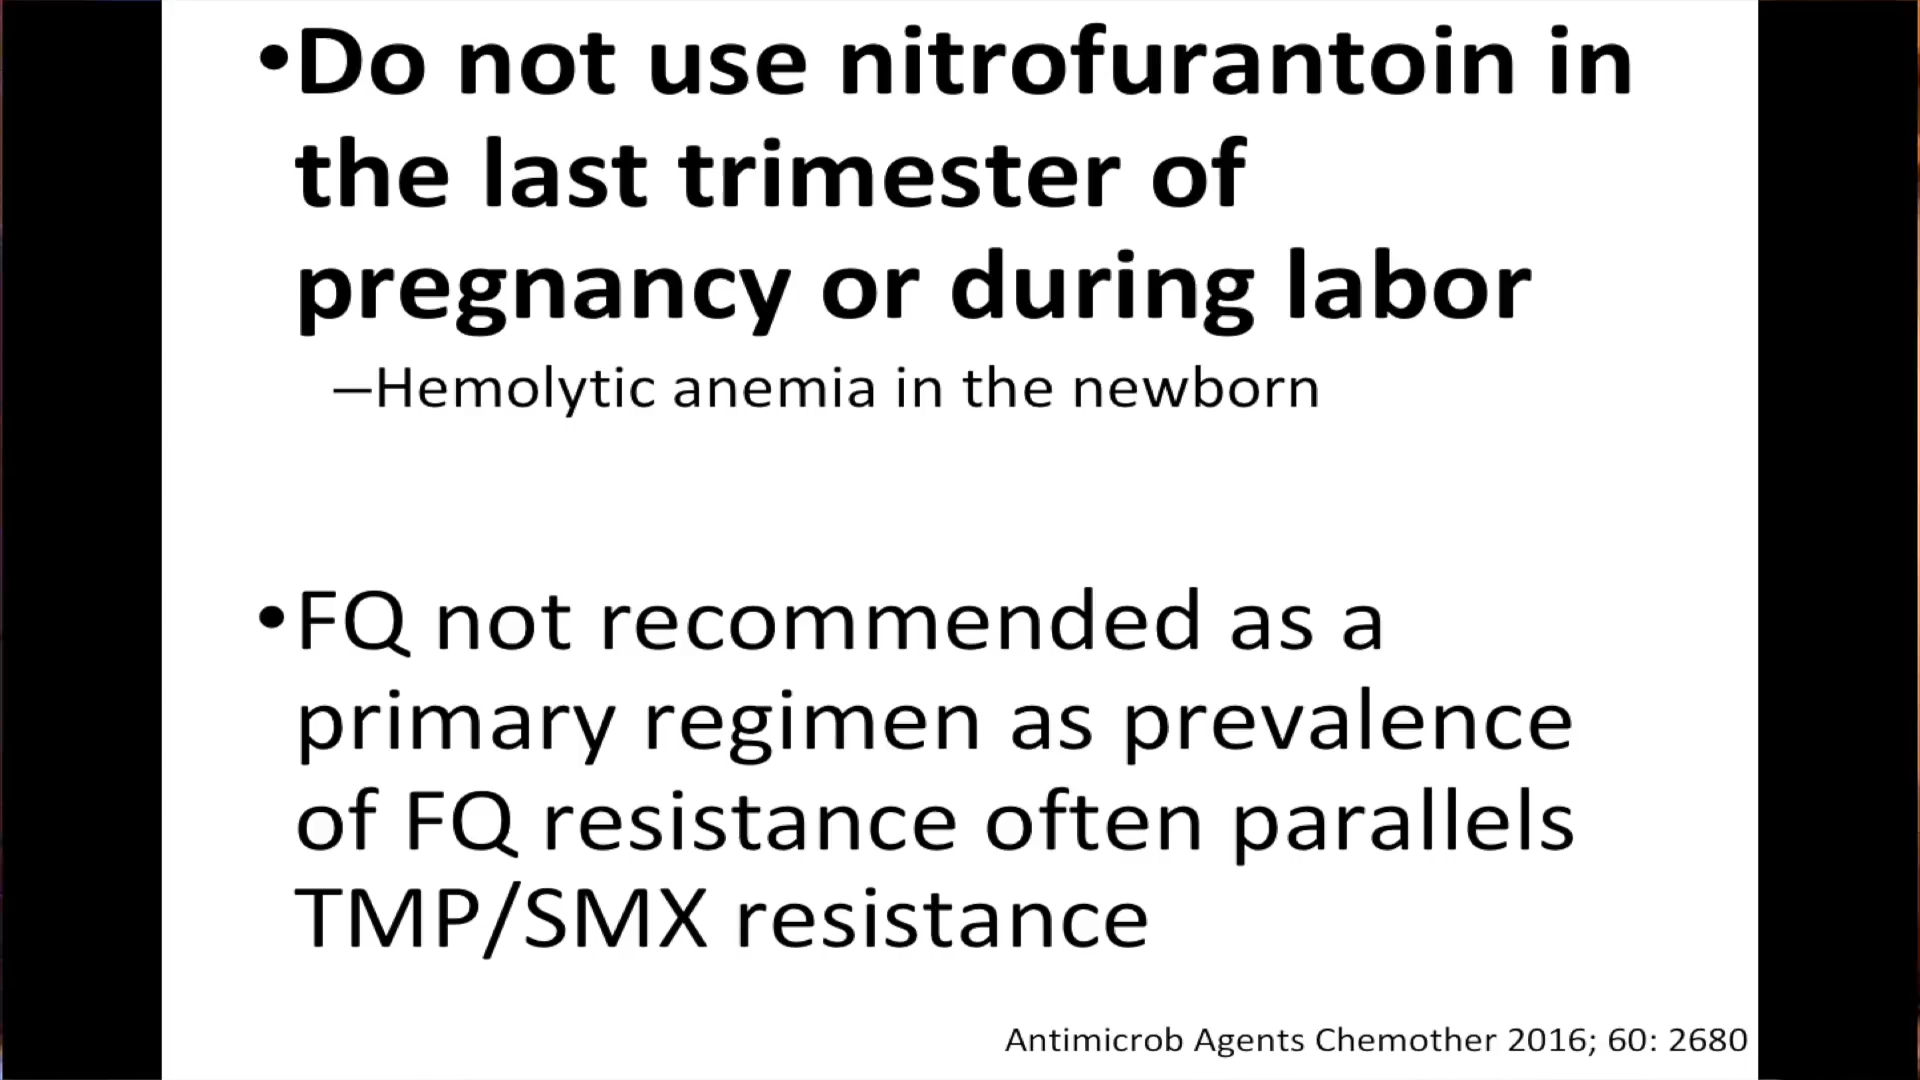 •Do not use nitrofurantoin in
the last trimester of
pregnancy or during labor
–Hemolytic anemia in the newborn
•FQ not recommended as a
primary regimen as prevalence
of FQ resistance often parallels
TMP/SMX resistance
Antimicrob Agents Chemother 2016; 60: 2680